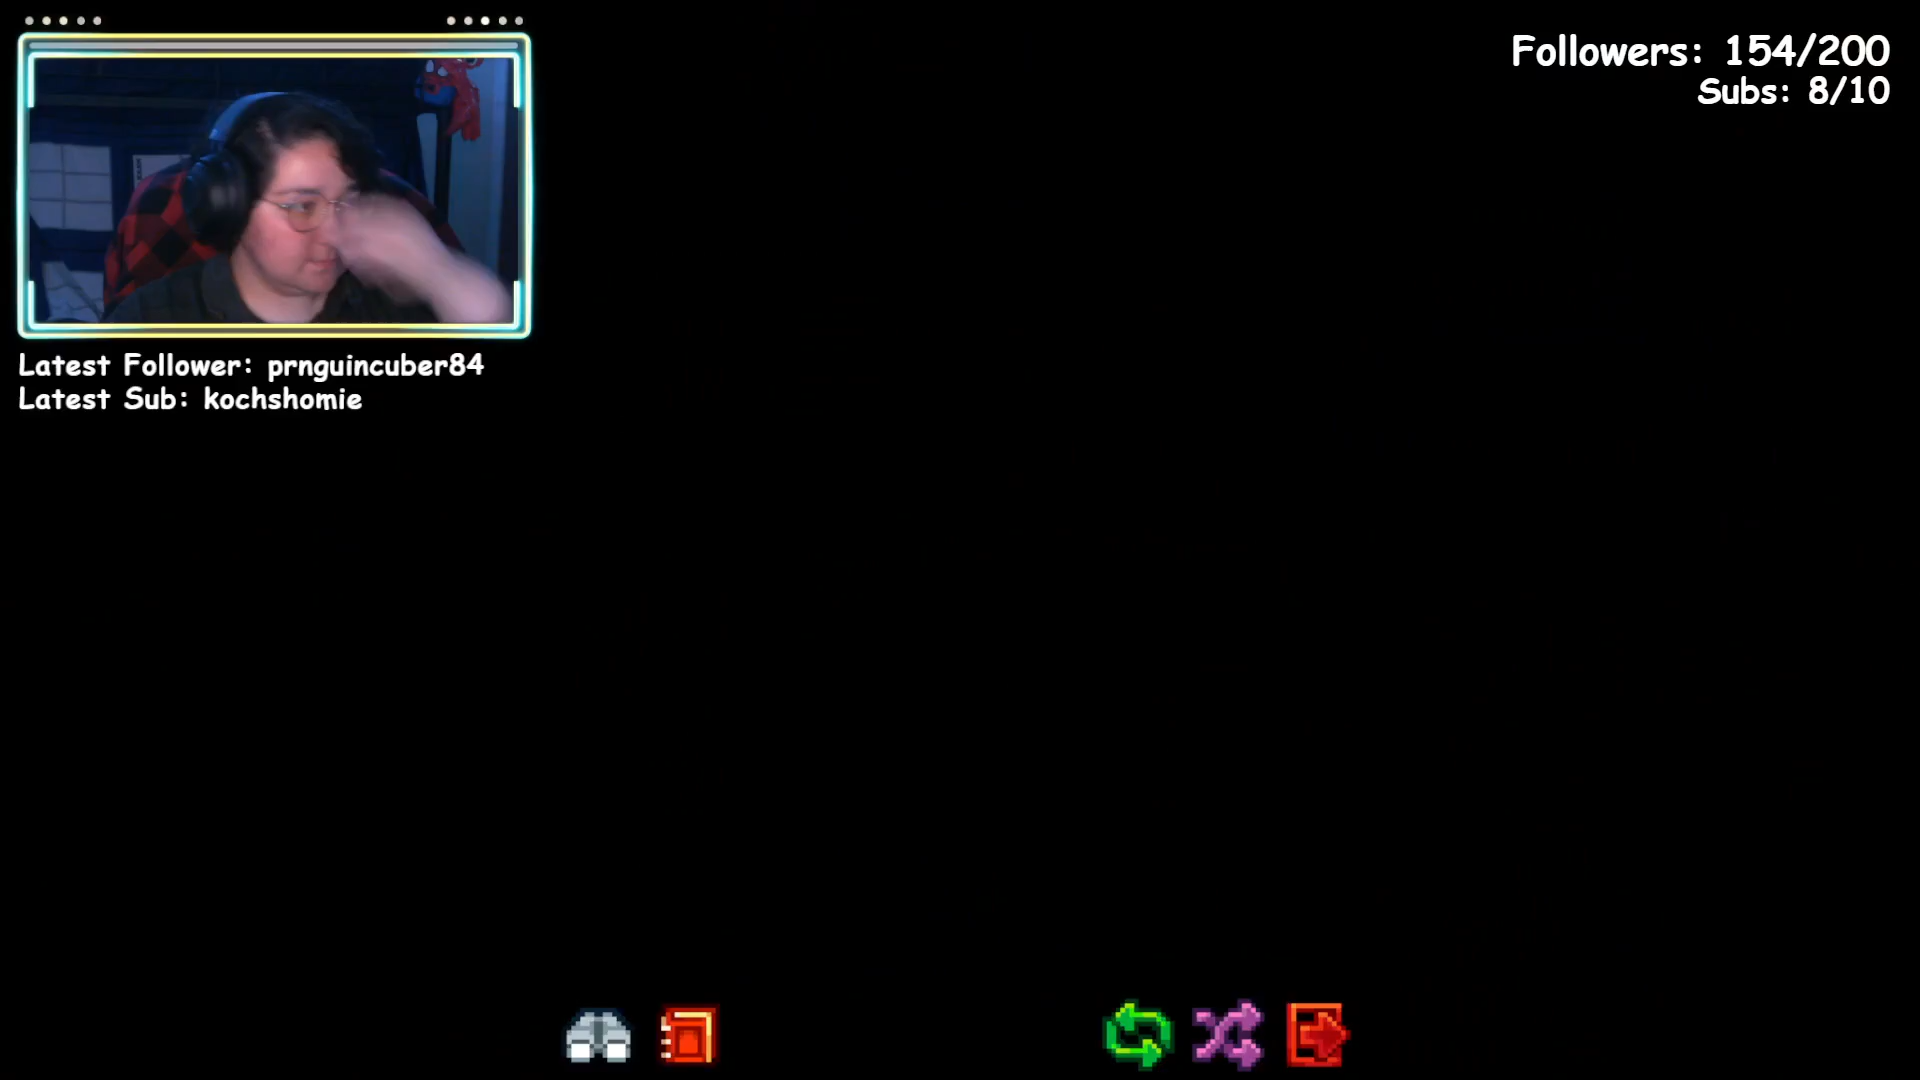 Followers: 154/200
Subs: 8/10
Latest Follower: prnguincuber84
Latest Sub: kochshomie